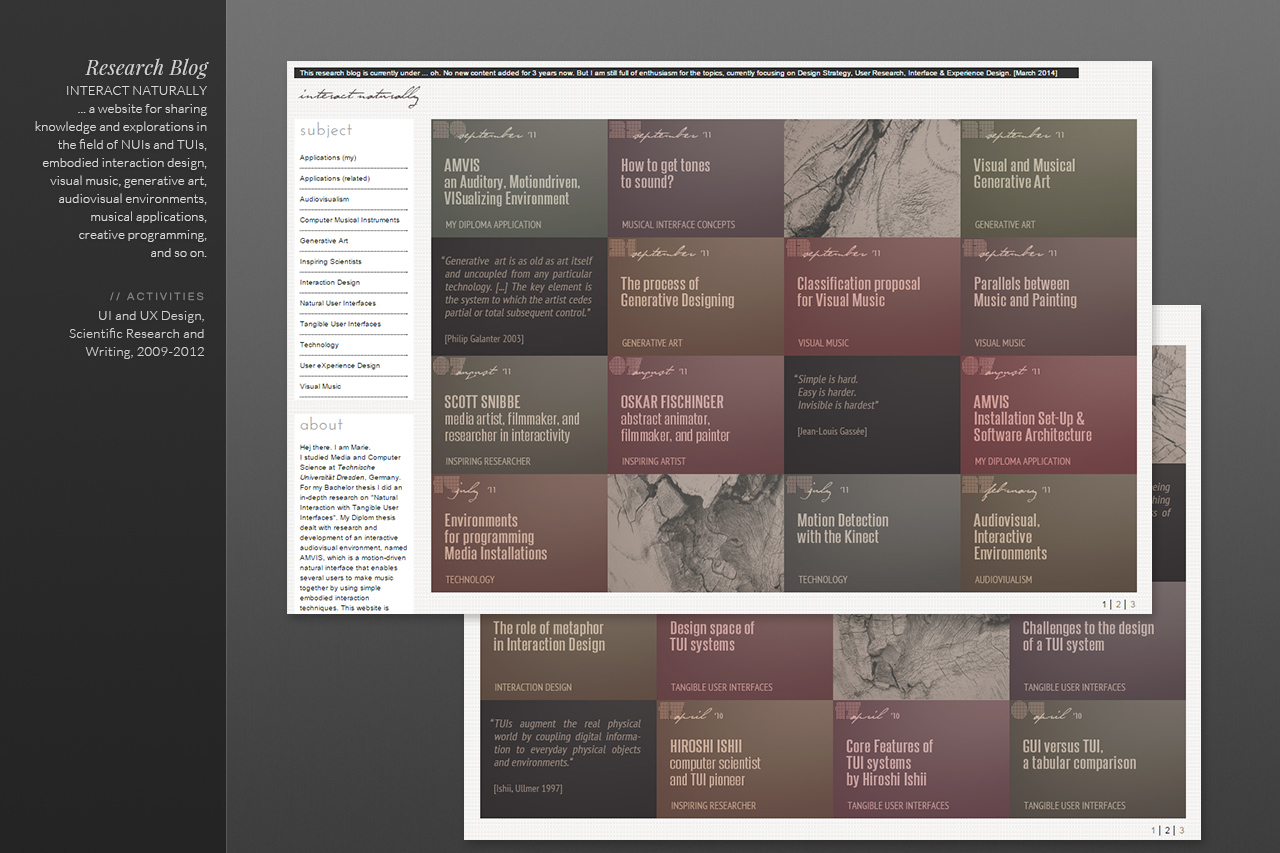 Research Blog
INTERACT NATURALLY
... a website for sharing
knowledge and explorations in
the field of NUIs and TUIs,
embodied interaction design,
visual music, generative art,
audiovisual environments,
musical applications,
creative programming,
and so on.
// ACTIVITIES
UI and UX Design,
Scientific Research and
Writing, 2009-2012
This research blog is currently under ... oh. No new content added for 3 years now. But I am still full of enthusiasm for the topics, currently focusing on Design Strategy, User Research, Interface & Experience Design. [March 2014]
interact naturally
subject
Applications (my)
Applications (related)
Audiovisualism
Computer Musical Instruments
Generative Art
Inspiring Scientists
Interaction Design
Natural User Interfaces
Tangible User Interfaces
Technology
User eXperience Design
Visual Music
about
Hej there. I am Marie.
I studied Media and Computer
Science at Technische
Universität Dresden, Germany.
For my Bachelor thesis I did an
in-depth research on "Natural
Interaction with Tangible User
Interfaces". My Diplom thesis
dealt with research and
development of an interactive
audiovisual environment, named
AMVIS, which is a motion-driven
natural interface that enables
several users to make music
together by using simple
embodied interaction
techniques. This website is
september '11
AMVIS
an Auditory, Motiondriven,
VISualizing Environment
MY DIPLOMA APPLICATION
september '11
How to get tones
to sound?
MUSICAL INTERFACE CONCEPTS
september '11
Visual and Musical
Generative Art
GENERATIVE ART
"Generative art is as old as art itself
and uncoupled from any particular
technology. [...] The key element is
the system to which the artist cedes
partial or total subsequent control."
[Philip Galanter 2003]
september '11
The process of
Generative Designing
GENERATIVE ART
september '11
Classification proposal
for Visual Music
VISUAL MUSIC
september '11
Parallels between
Music and Painting
VISUAL MUSIC
august '11
SCOTT SNIBBE
media artist, filmmaker, and
researcher in interactivity
INSPIRING RESEARCHER
august '11
OSKAR FISCHINGER
abstract animator,
filmmaker, and painter
INSPIRING ARTIST
"Simple is hard.
Easy is harder.
Invisible is hardest"
[Jean-Louis Gassée]
august '11
AMVIS
Installation Set-Up &
Software Architecture
MY DIPLOMA APPLICATION
july '11
Environments
for programming
Media Installations
TECHNOLOGY
july '11
Motion Detection
with the Kinect
TECHNOLOGY
february '11
Audiovisual,
Interactive
Environments
AUDIOVIUALISM
1 | 2 | 3
of
The role of metaphor
in Interaction Design
INTERACTION DESIGN
Design space of
TUI systems
TANGIBLE USER INTERFACES
Challenges to the design
of a TUI system
TANGIBLE USER INTERFACES
"TUIs augment the real physical
world by coupling digital informa-
tion to everyday physical objects
and environments."
[Ishii, Ullmer 1997]
april '10
HIROSHI ISHII
computer scientist
and TUI pioneer
INSPIRING RESEARCHER
april '10
Core Features of
TUI systems
by Hiroshi Ishii
TANGIBLE USER INTERFACES
april '10
GUI versus TUI,
a tabular comparison
TANGIBLE USER INTERFACES
1 | 2 | 3